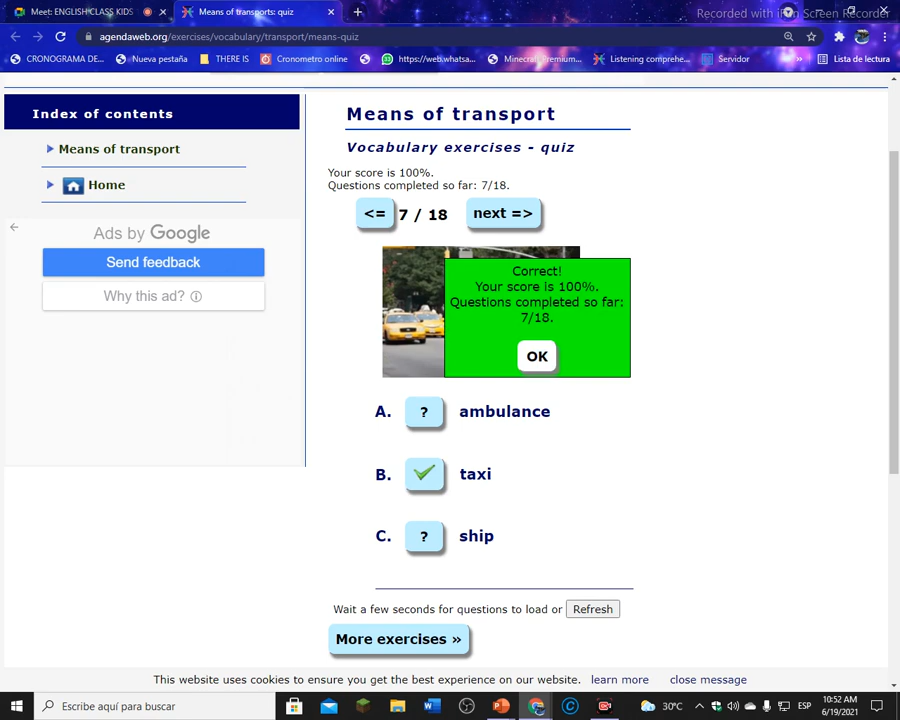 Meet: ENGLISH CLASS KIDS
Means of transports: quiz
Recorded with iFun Screen Recorder
agendaweb.org/exercises/vocabulary/transport/means-quiz
CRONOGRAMA DE...
Nueva pestaña
THERE IS
Cronometro online
https://web.whatsa...
Minecraft Premium...
Listening comprehe...
Servidor
»
Lista de lectura
Index of contents
Means of transport
Home
Ads by Google
Send feedback
Why this ad?
Means of transport
Vocabulary exercises - quiz
Your score is 100%.
Questions completed so far: 7/18.
<= 7 / 18 next =>
Correct!
Your score is 100%.
Questions completed so far:
7/18.
OK
A. ? ambulance
B. taxi
C. ? ship
Wait a few seconds for questions to load or Refresh
More exercises »
This website uses cookies to ensure you get the best experience on our website. learn more close message
Escribe aquí para buscar
30°C
ESP
10:52 AM
6/19/2021